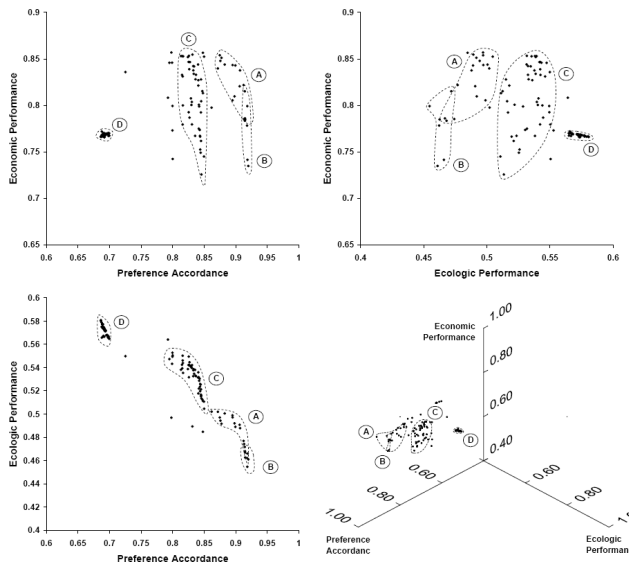 0.9
0.85
0.8
0.75
0.7
0.65
0.6 0.65 0.7 0.75 0.8 0.85 0.9 0.95 1
Economic Performance
Preference Accordance
A
B
C
D
0.9
0.85
0.8
0.75
0.7
0.65
0.4 0.5 0.6
Economic Performance
Ecologic Performance
A
B
C
D
0.6
0.58
0.56
0.54
0.52
0.5
0.48
0.46
0.44
0.42
0.4
0.6 0.65 0.7 0.75 0.8 0.85 0.9 0.95 1
Ecologic Performance
Preference Accordance
D
C
A
B
1.00
Economic
Performance
0.80
0.60
0.40
C
A
D
B
0.60
0.80
1.00
0.60
0.80
Preference
Accordanc
Ecologic
Performan